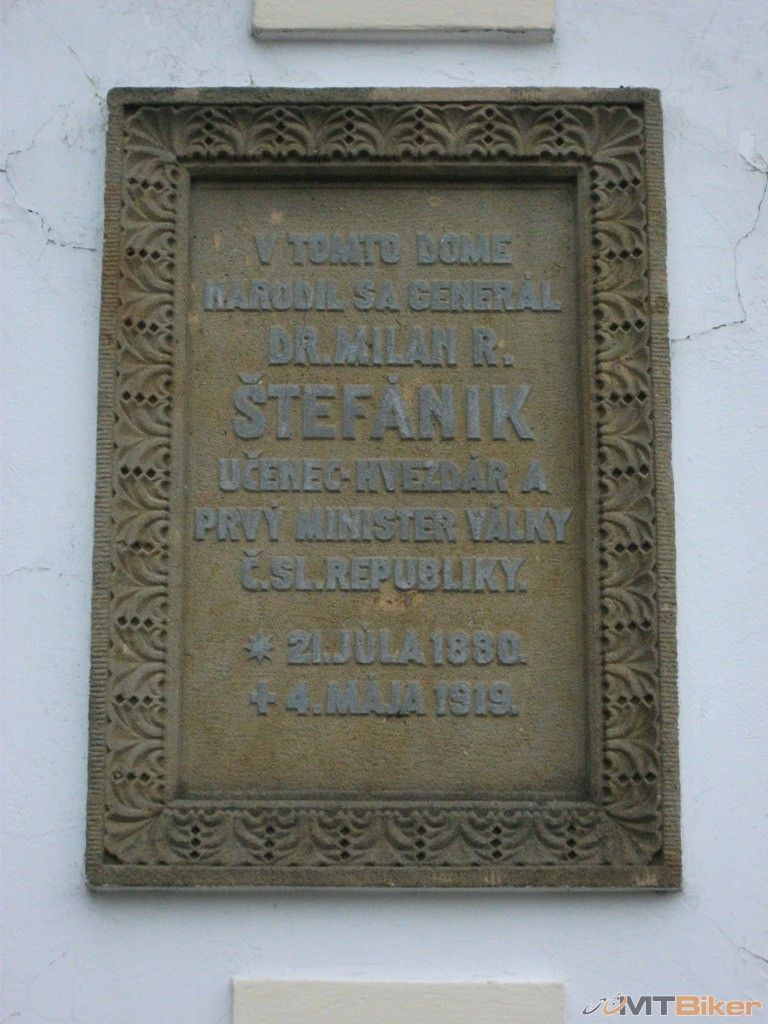 V TOMTO DOME
NARODIL SA GENERÁL
DR. MILAN R.
ŠTEFÁNIK
UČENEC-HVEZDÁR A
PRVÝ MINISTER VÁLKY
Č.SL.REPUBLIKY.
* 21. JÚLA 1880.
+ 4. MÁJA 1919.
MTBiker